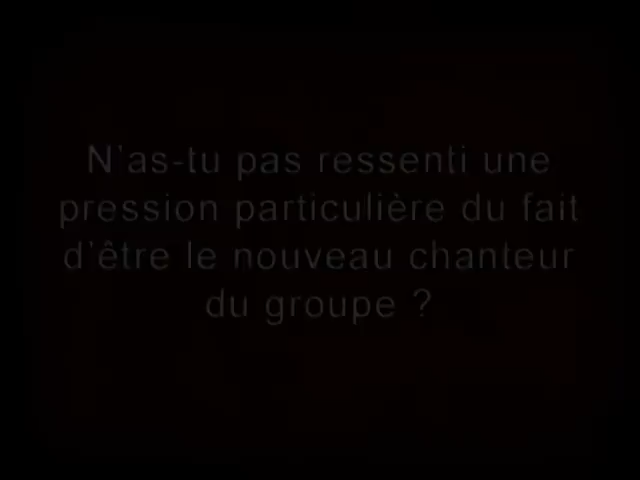 N'as-tu pas ressenti une
pression particulière du fait
d'être le nouveau chanteur
du groupe ?